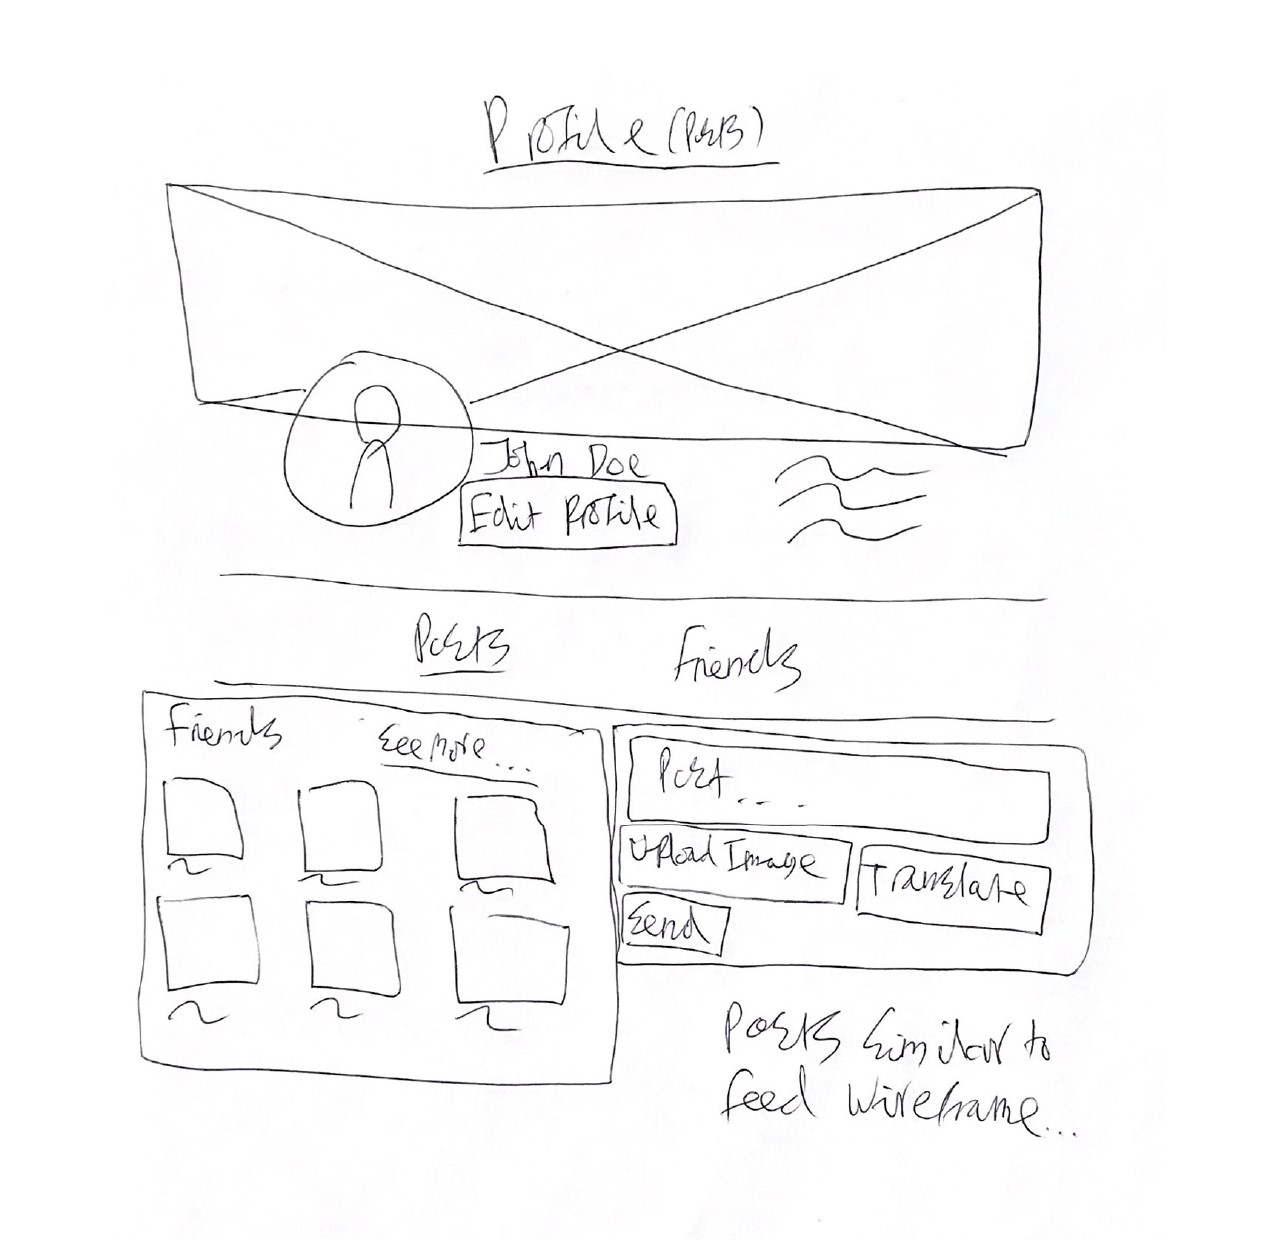 Profile (
John Doe
Edit Profile
Posts
Friends
Friends
See more...
Post....
Upload Image
Translate
Send
Posts Similar to
feed wireframe...